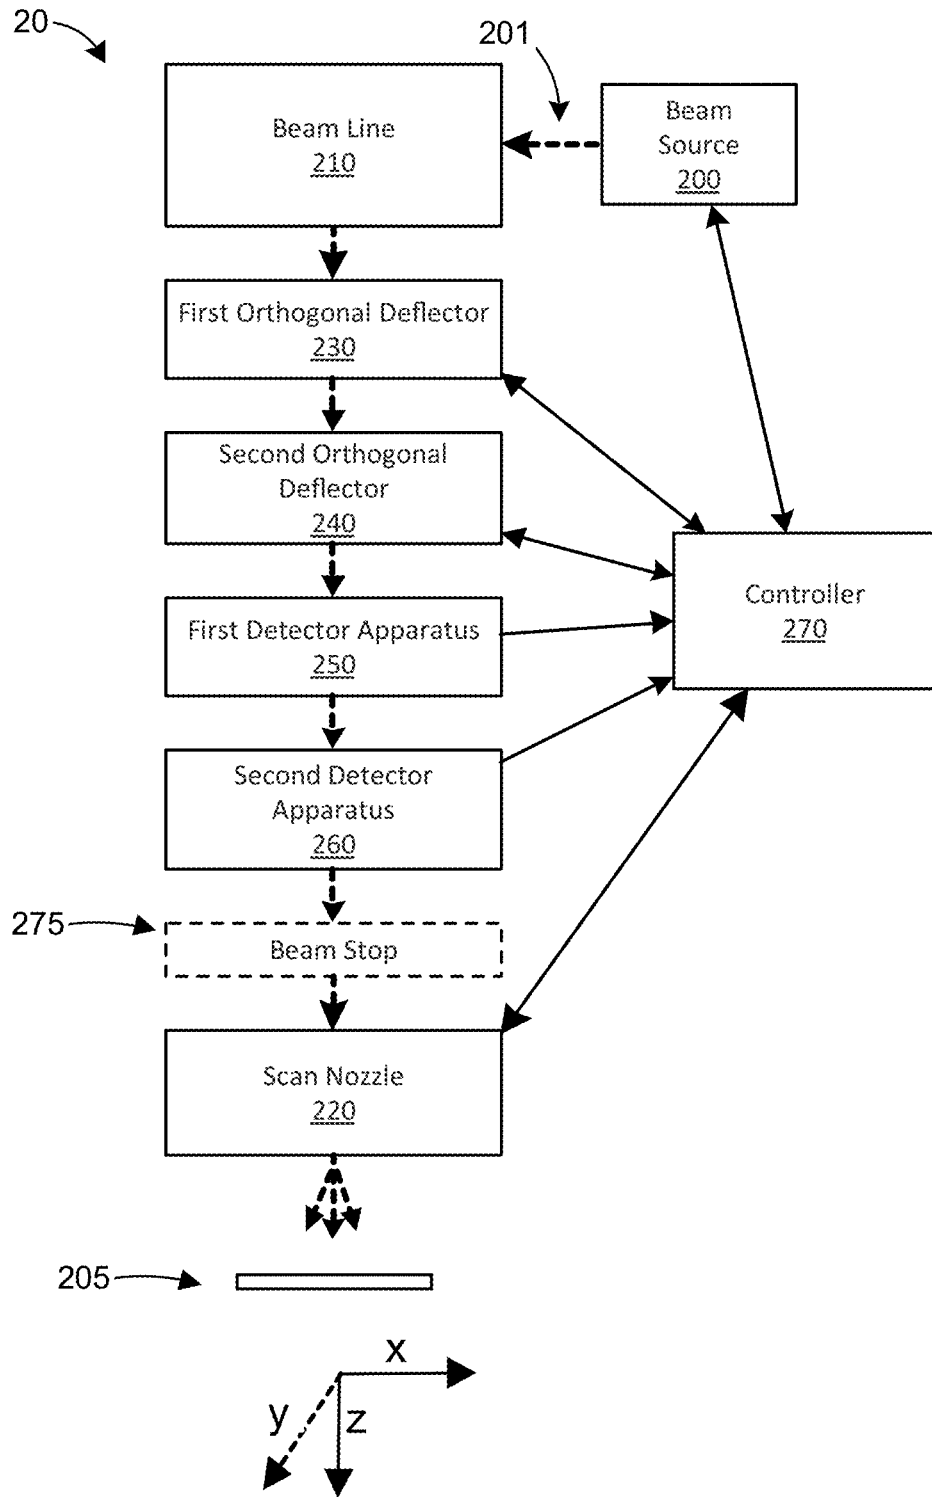 20
201
Beam Line
210
Beam
Source
200
First Orthogonal Deflector
230
Second Orthogonal
Deflector
240
First Detector Apparatus
250
Controller
270
Second Detector
Apparatus
260
275
Beam Stop
Scan Nozzle
220
205
x
y
z